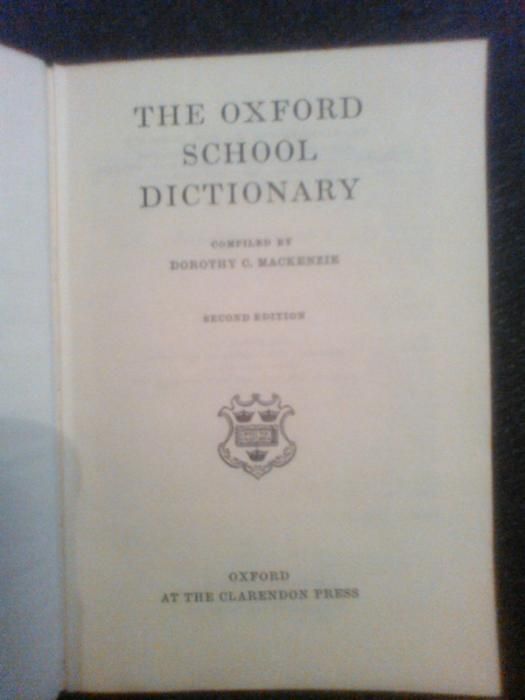 THE OXFORD
SCHOOL
DICTIONARY
COMPILED BY
DOROTHY C. MACKENZIE
SECOND EDITION
OXFORD
AT THE CLARENDON PRESS